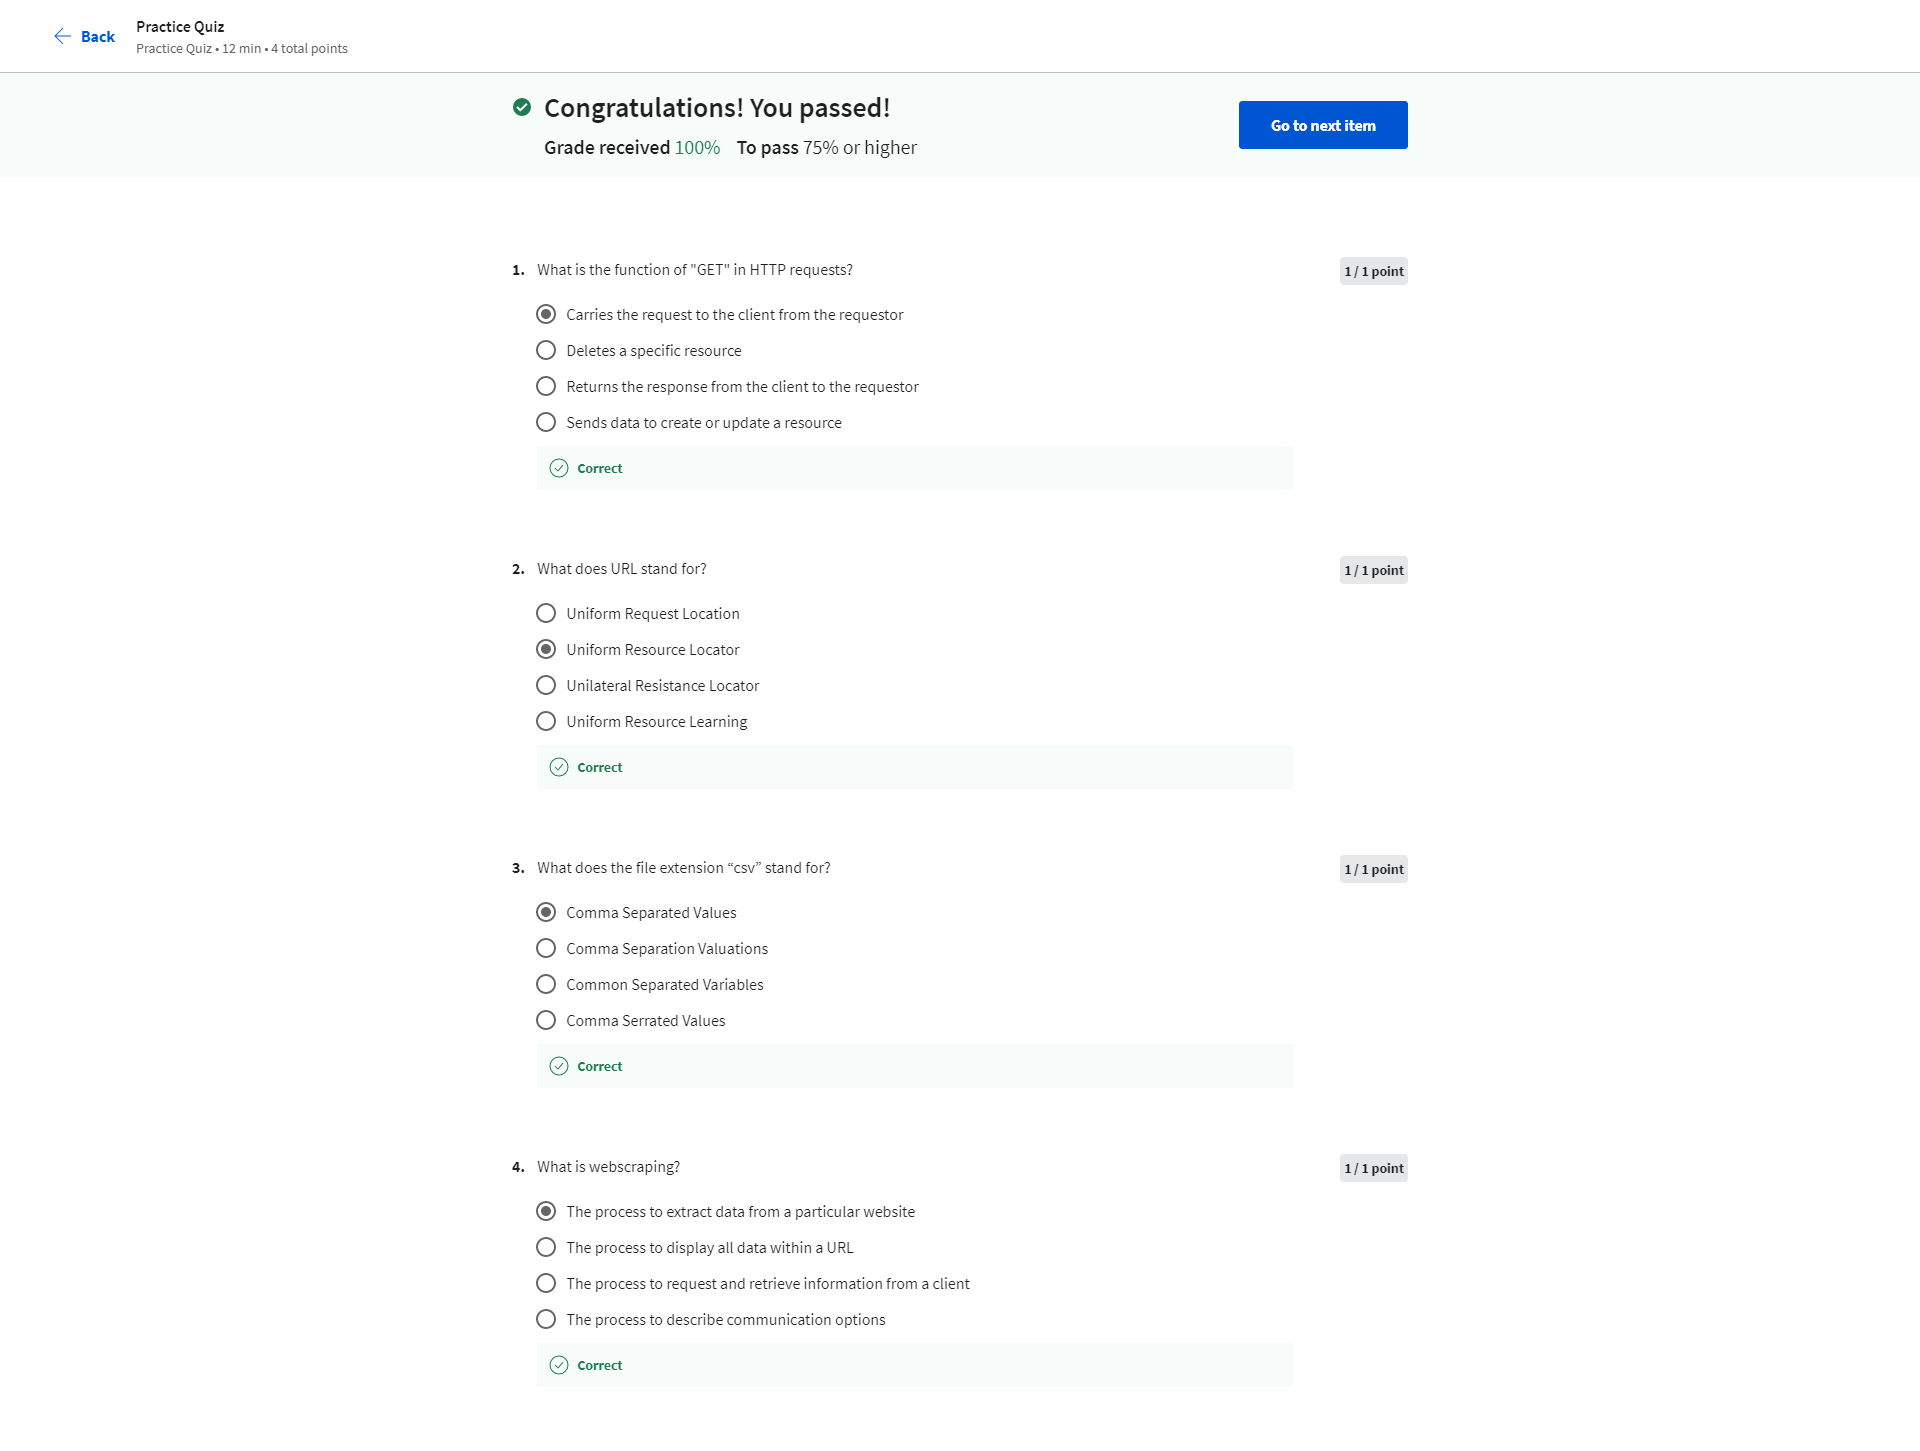 Back
Practice Quiz
Practice Quiz • 12 min • 4 total points
Congratulations! You passed!
Grade received 100% To pass 75% or higher
Go to next item
1. What is the function of "GET" in HTTP requests?
1 / 1 point
Carries the request to the client from the requestor
Deletes a specific resource
Returns the response from the client to the requestor
Sends data to create or update a resource
Correct
2. What does URL stand for?
1 / 1 point
Uniform Request Location
Uniform Resource Locator
Unilateral Resistance Locator
Uniform Resource Learning
Correct
3. What does the file extension “csv” stand for?
1 / 1 point
Comma Separated Values
Comma Separation Valuations
Common Separated Variables
Comma Serrated Values
Correct
4. What is webscraping?
1 / 1 point
The process to extract data from a particular website
The process to display all data within a URL
The process to request and retrieve information from a client
The process to describe communication options
Correct